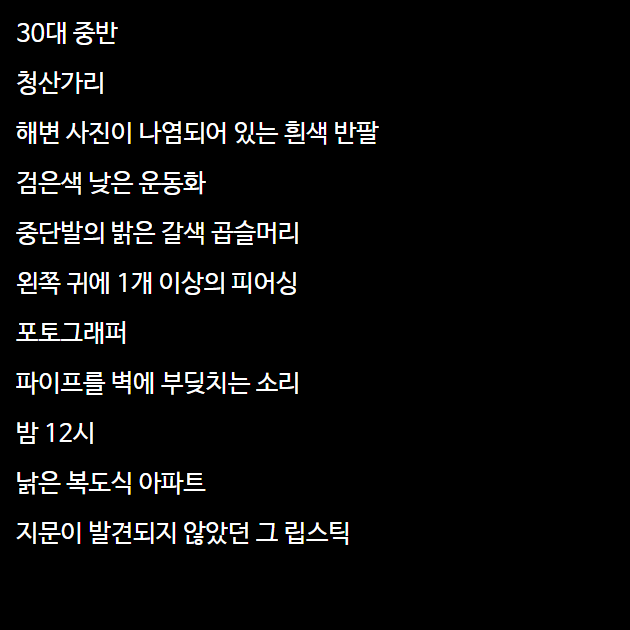 30대 중반
청산가리
해변 사진이 나염되어 있는 흰색 반팔
검은색 낮은 운동화
중단발의 밝은 갈색 곱슬머리
왼쪽 귀에 1개 이상의 피어싱
포토그래퍼
파이프를 벽에 부딪치는 소리
밤 12시
낡은 복도식 아파트
지문이 발견되지 않았던 그 립스틱